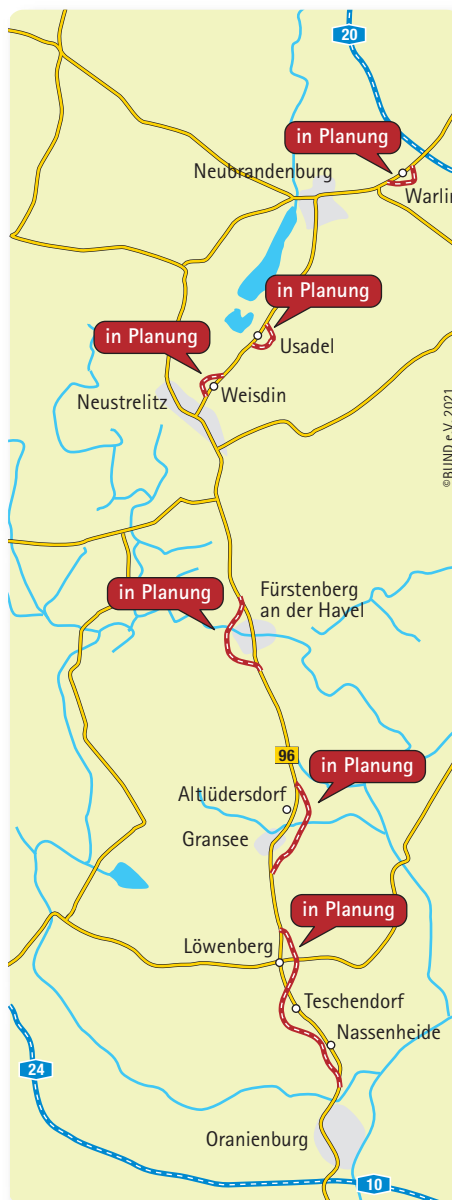 20
in Planung
Neubrandenburg
Warlin
in Planung
in Planung
Usadel
Weisdin
Neustrelitz
©BUND e.V. 2021
Fürstenberg
an der Havel
in Planung
96
in Planung
Altlüdersdorf
Gransee
in Planung
Löwenberg
Teschendorf
Nassenheide
24
Oranienburg
10